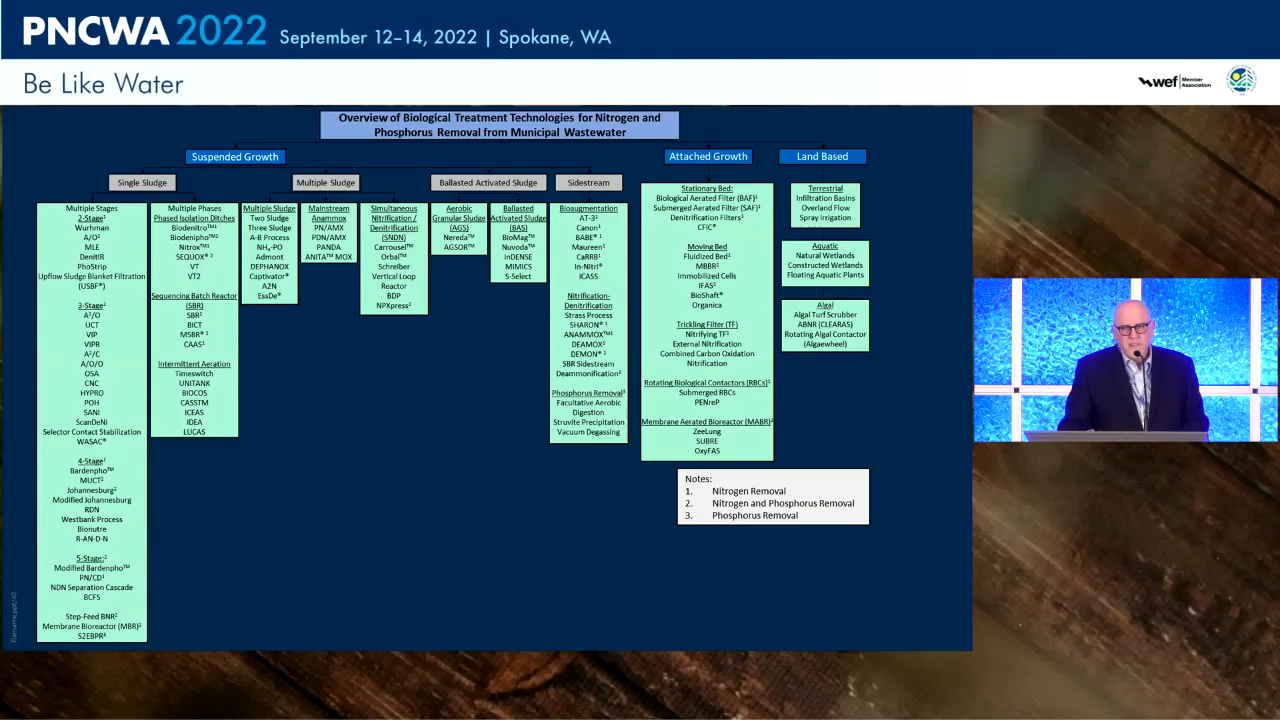 PNCWA 2022 September 12–14, 2022 | Spokane, WA
Be Like Water
wef Member Association
Overview of Biological Treatment Technologies for Nitrogen and
Phosphorus Removal from Municipal Wastewater
Suspended Growth
Attached Growth
Land Based
Single Sludge
Multiple Sludge
Ballasted Activated Sludge
Sidestream
Multiple Stages
2-Stage¹
Wurhman
A/O²
MLE
DenitIR
PhoStrip
Upflow Sludge Blanket Filtration
(USBF®)
3-Stage²
A²/O
UCT
VIP
VIPR
A²/C
A/O/O
OSA
CNC
HYPRO
POH
SANI
ScanDeNi
Selector Contact Stabilization
WASAC®
4-Stage¹
Bardenpho™
MUCT²
Johannesburg²
Modified Johannesburg
RDN
Westbank Process
Bionutre
R-AN-D-N
5-Stage:²
Modified Bardenpho™
PN/CD¹
NDN Separation Cascade
BCFS
Step-Feed BNR²
Membrane Bioreactor (MBR)²
S2EBPR³
Multiple Phases
Phased Isolation Ditches
Biodenitro™¹
Biodenipho™²
Nitrox™¹
SEQUOX® ²
VT
VT2
Sequencing Batch Reactor
(SBR)
SBR²
BICT
MSBR® ²
CAAS¹
Intermittent Aeration
Timeswitch
UNITANK
BIOCOS
CASSTM
ICEAS
IDEA
LUCAS
Multiple Sludge
Two Sludge
Three Sludge
A-B Process
NH₄-PO
Admont
DEPHANOX
Captivator®
A2N
EssDe®
Mainstream
Anammox
PN/AMX
PDN/AMX
PANDA
ANITA™ MOX
Simultaneous
Nitrification /
Denitrification
(SNDN)
Carrousel™
Orbal™
Schreiber
Vertical Loop
Reactor
BDP
NPXpress²
Aerobic
Granular Sludge
(AGS)
Nereda™
AGSOR™
Ballasted
Activated Sludge
(BAS)
BioMag™
Nuvoda™
InDENSE
MIMICS
S-Select
Bioaugmentation
AT-3¹
Canon¹
BABE® ¹
Maureen¹
CaRRB¹
In-Nitri®
ICASS
Nitrification-
Denitrification
Strass Process
SHARON® ¹
ANAMMOX™¹
DEAMOX¹
DEMON® ¹
SBR Sidestream
Deammonification¹
Phosphorus Removal³
Facultative Aerobic
Digestion
Struvite Precipitation
Vacuum Degassing
Stationary Bed:
Biological Aerated Filter (BAF)¹
Submerged Aerated Filter (SAF)¹
Denitrification Filters¹
CFIC®
Moving Bed
Fluidized Bed¹
MBBR²
Immobilized Cells
IFAS²
BioShaft®
Organica
Trickling Filter (TF)
Nitrifying TF¹
External Nitrification
Combined Carbon Oxidation
Nitrification
Rotating Biological Contactors (RBCs)¹
Submerged RBCs
PENreP
Membrane Aerated Bioreactor (MABR)²
ZeeLung
SUBRE
OxyFAS
Terrestrial
Infiltration Basins
Overland Flow
Spray Irrigation
Aquatic
Natural Wetlands
Constructed Wetlands
Floating Aquatic Plants
Algal
Algal Turf Scrubber
ABNR (CLEARAS)
Rotating Algal Contactor
(Algaewheel)
Notes:
1. Nitrogen Removal
2. Nitrogen and Phosphorus Removal
3. Phosphorus Removal
Filename.ppt/40